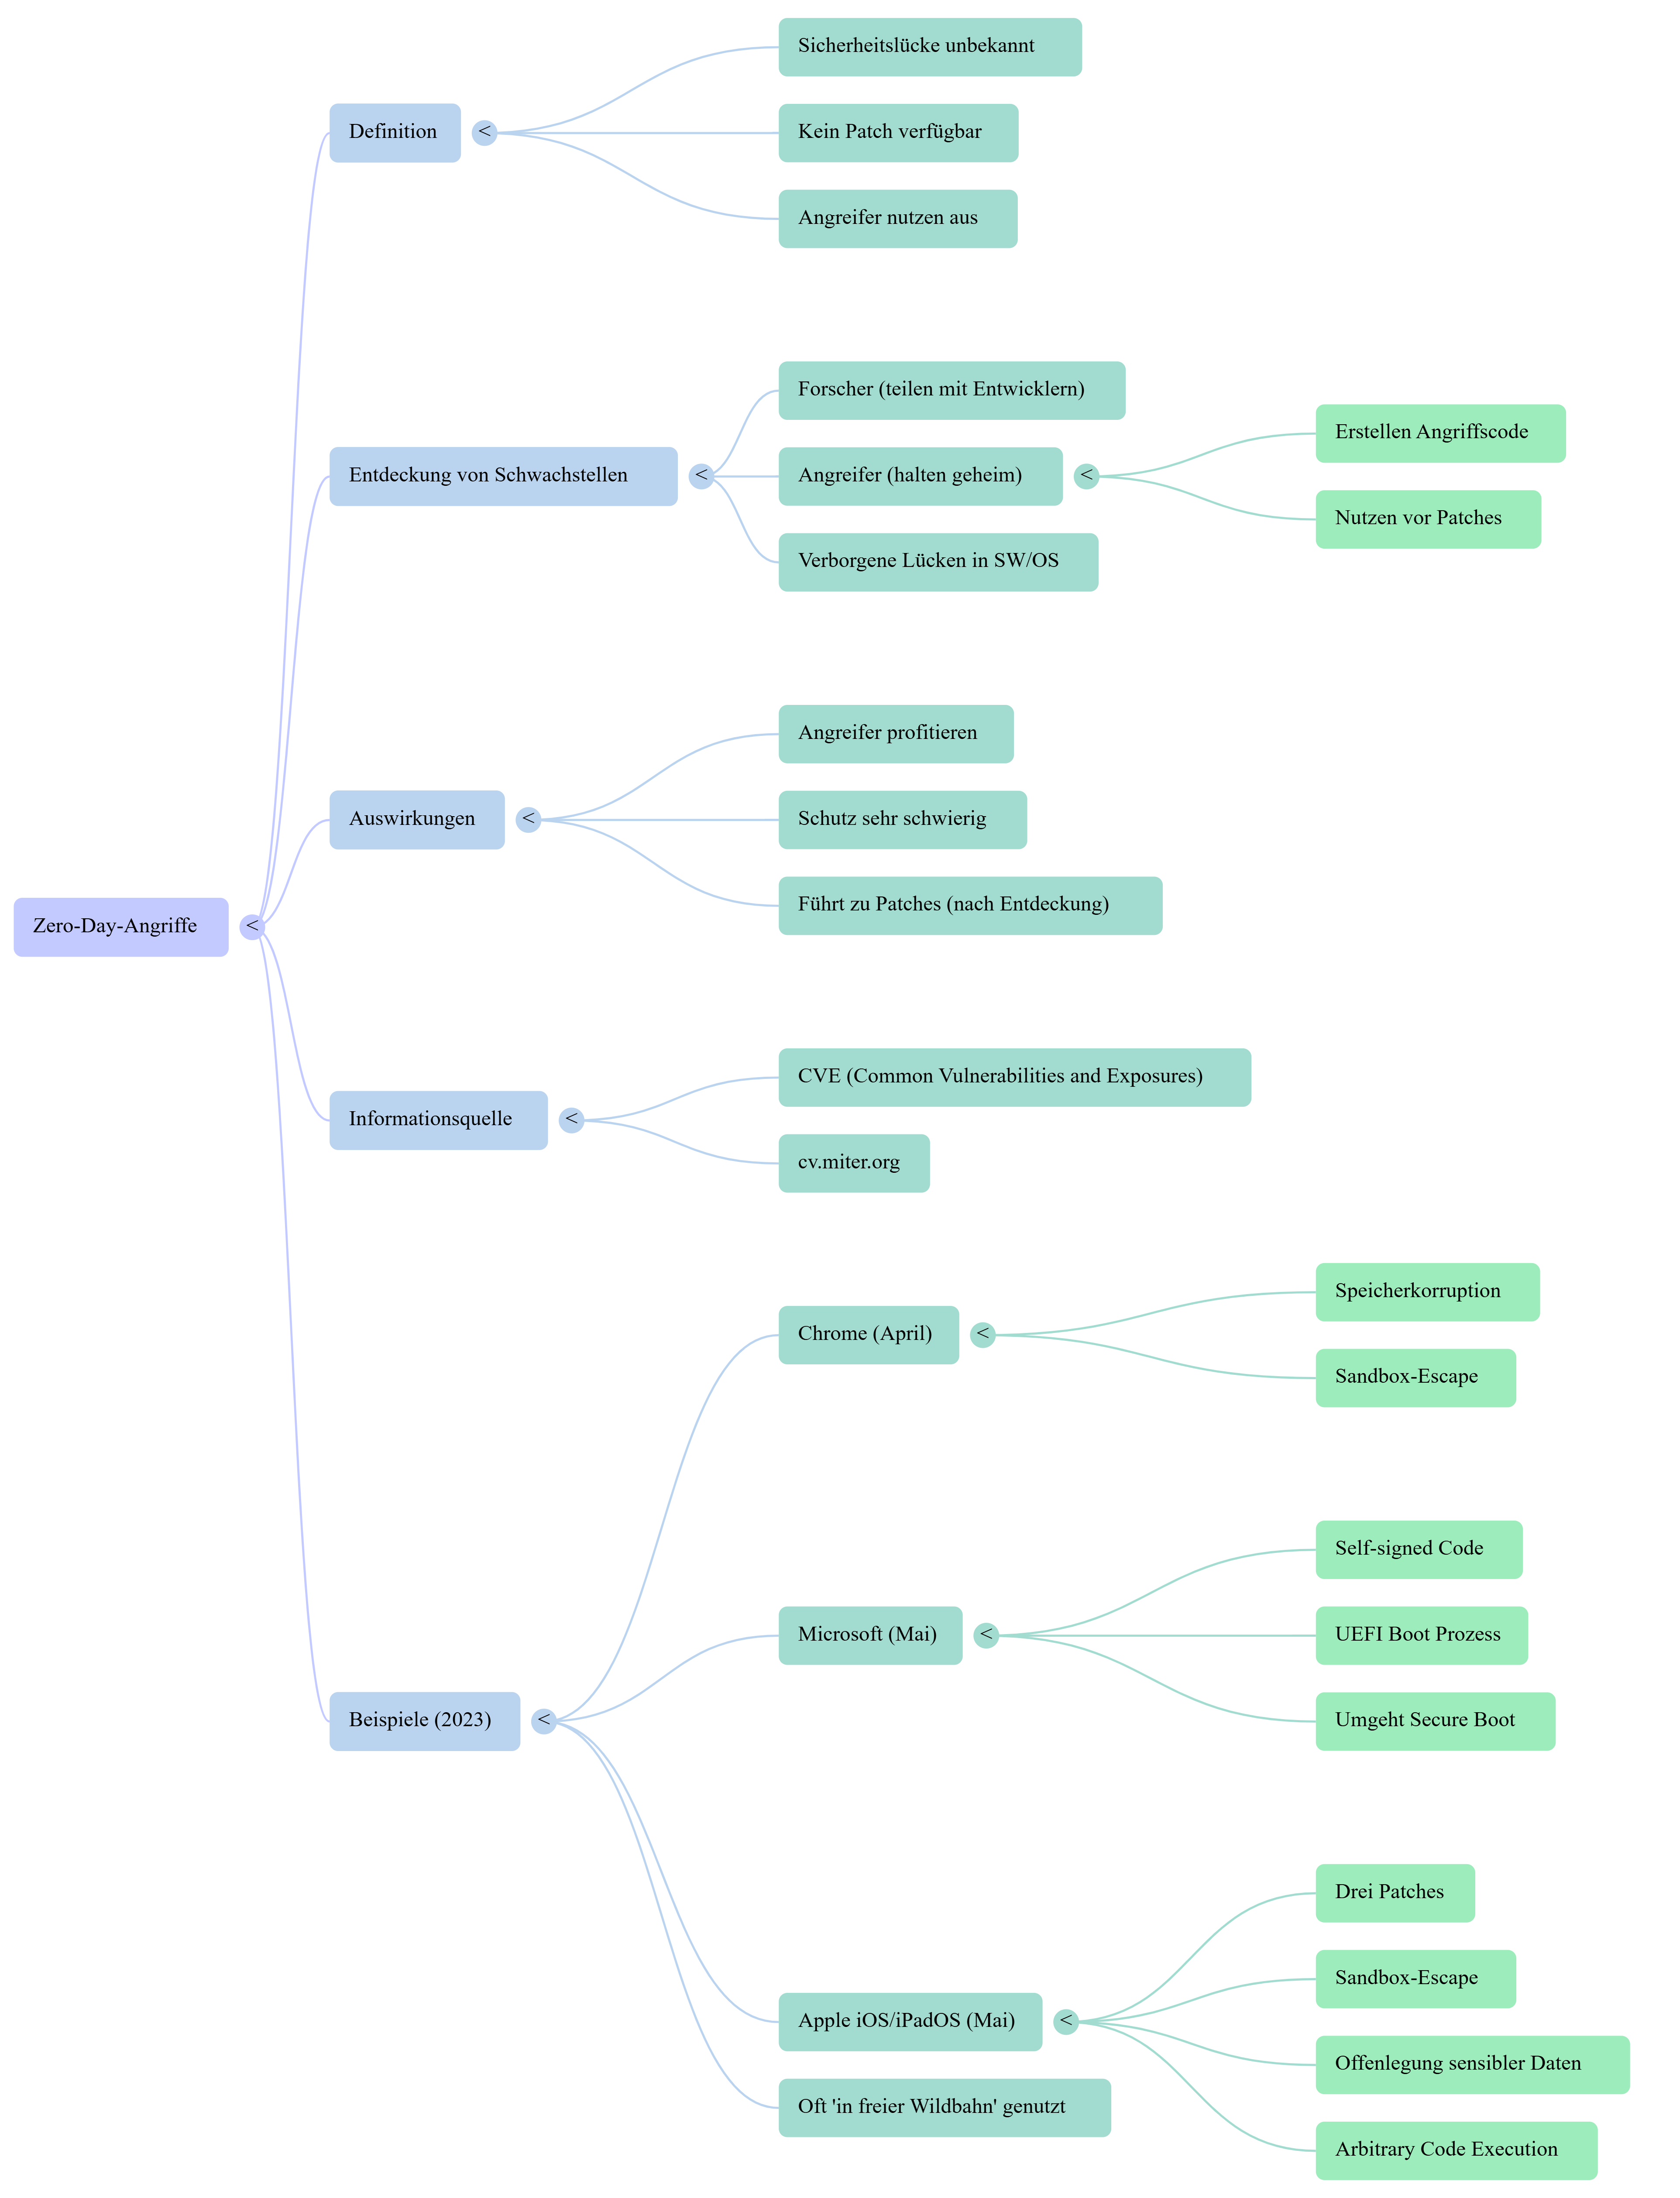 Zero-Day-Angriffe
<
Definition
<
Sicherheitslücke unbekannt
Kein Patch verfügbar
Angreifer nutzen aus
Entdeckung von Schwachstellen
<
Forscher (teilen mit Entwicklern)
Angreifer (halten geheim)
<
Erstellen Angriffscode
Nutzen vor Patches
Verborgene Lücken in SW/OS
Auswirkungen
<
Angreifer profitieren
Schutz sehr schwierig
Führt zu Patches (nach Entdeckung)
Informationsquelle
<
CVE (Common Vulnerabilities and Exposures)
cv.miter.org
Beispiele (2023)
<
Chrome (April)
<
Speicherkorruption
Sandbox-Escape
Microsoft (Mai)
<
Self-signed Code
UEFI Boot Prozess
Umgeht Secure Boot
Apple iOS/iPadOS (Mai)
<
Drei Patches
Sandbox-Escape
Offenlegung sensibler Daten
Arbitrary Code Execution
Oft 'in freier Wildbahn' genutzt